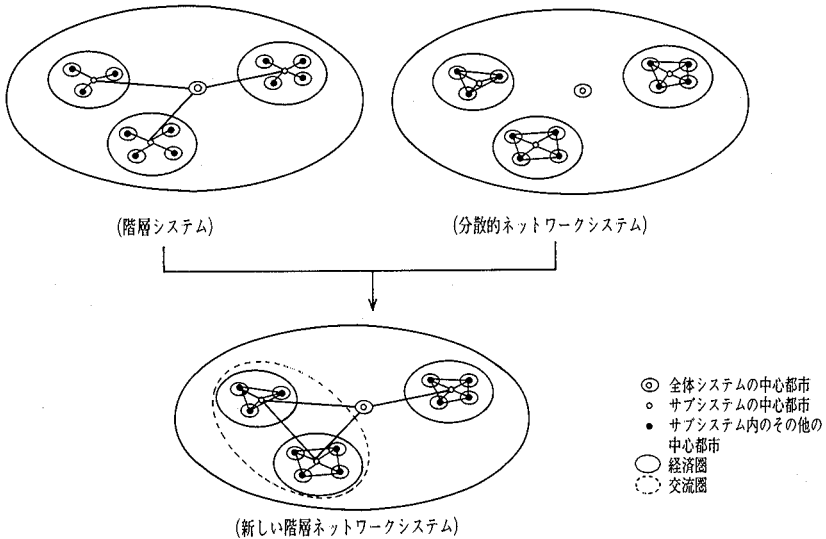 (階層システム)
(分散的ネットワークシステム)
全体システムの中心都市
サブシステムの中心都市
サブシステム内のその他の
中心都市
経済圏
交流圏
(新しい階層ネットワークシステム)